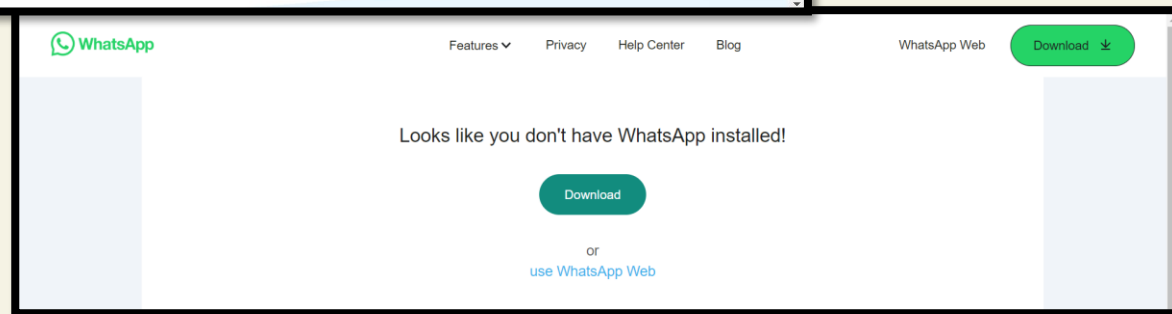 WhatsApp Features Privacy Help Center Blog WhatsApp Web Download
Looks like you don't have WhatsApp installed!
Download
or
use WhatsApp Web